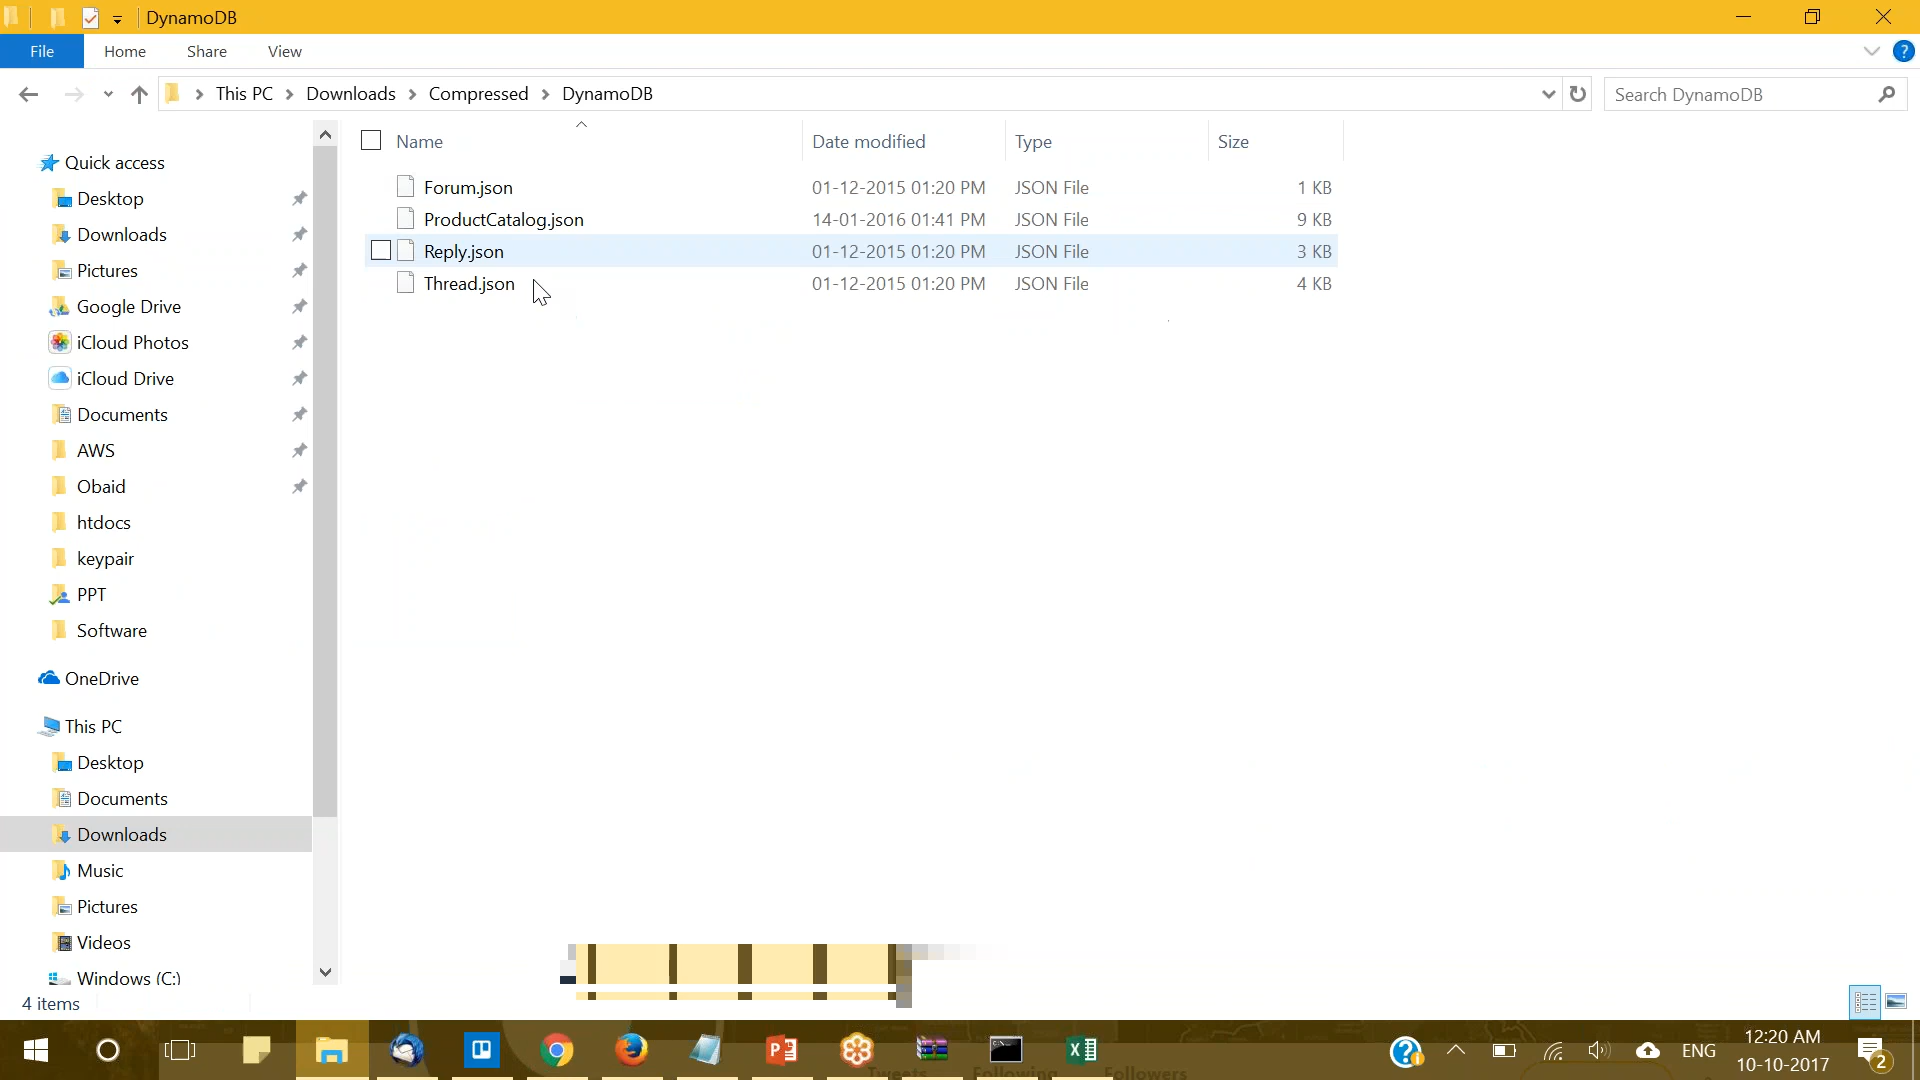 DynamoDB
File Home Share View
This PC Downloads Compressed DynamoDB Search DynamoDB
Name Date modified Type Size
Forum.json 01-12-2015 01:20 PM JSON File 1 KB
ProductCatalog.json 14-01-2016 01:41 PM JSON File 9 KB
Reply.json 01-12-2015 01:20 PM JSON File 3 KB
Thread.json 01-12-2015 01:20 PM JSON File 4 KB
Quick access
Desktop
Downloads
Pictures
Google Drive
iCloud Photos
iCloud Drive
Documents
AWS
Obaid
htdocs
keypair
PPT
Software
OneDrive
This PC
Desktop
Documents
Downloads
Music
Pictures
Videos
Windows (C:)
4 items
ENG
12:20 AM
10-10-2017
2
Tweets Following Followers